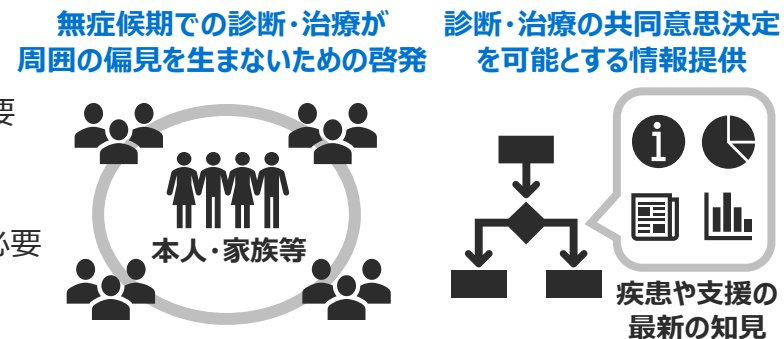 無症候期での診断・治療が
周囲の偏見を生まないための啓発
診断・治療の共同意思決定
を可能とする情報提供
要
必要
本人・家族等
疾患や支援の
最新の知見